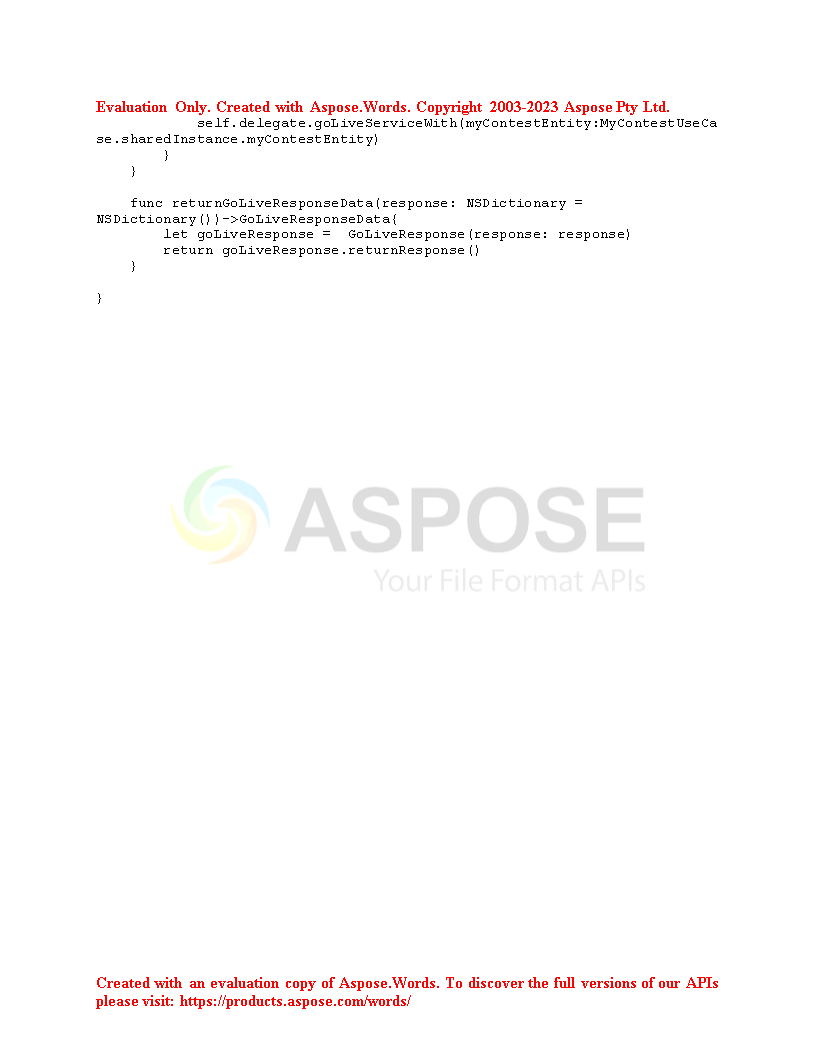 Evaluation Only. Created with Aspose.Words. Copyright 2003-2023 Aspose Pty Ltd.
            self.delegate.goLiveServiceWith(myContestEntity:MyContestUseCa
se.sharedInstance.myContestEntity)
        }
    }

    func returnGoLiveResponseData(response: NSDictionary =
NSDictionary())->GoLiveResponseData{
        let goLiveResponse =  GoLiveResponse(response: response)
        return goLiveResponse.returnResponse()
    }

}
ASPOSE
Your File Format APIs
Created with an evaluation copy of Aspose.Words. To discover the full versions of our APIs
please visit: https://products.aspose.com/words/